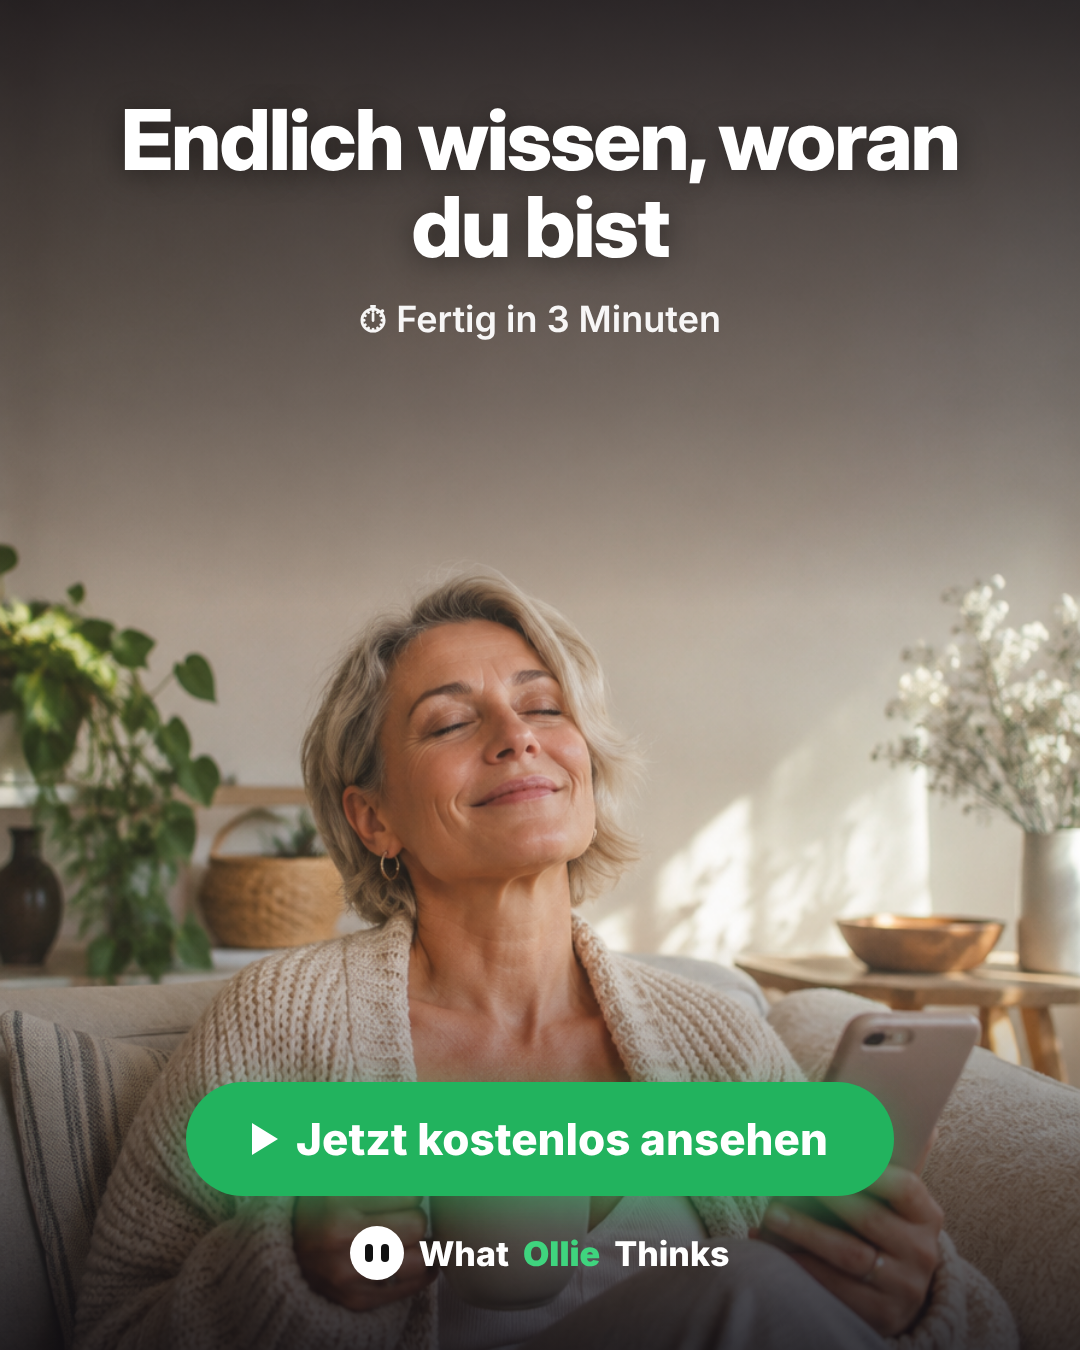 Endlich wissen, woran
du bist
⏱ Fertig in 3 Minuten
▶ Jetzt kostenlos ansehen
What Ollie Thinks